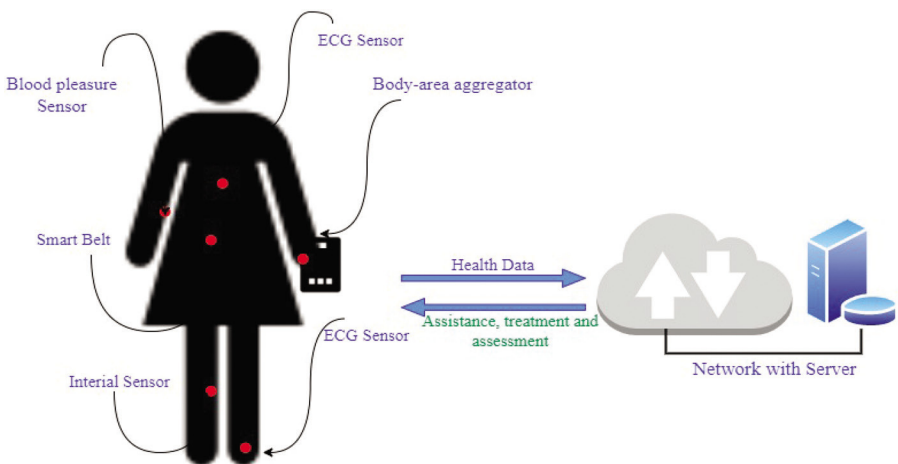 ECG Sensor
Blood pleasure
Sensor
Body-area aggregator
Smart Belt
Health Data
Assistance, treatment and
assessment
ECG Sensor
Network with Server
Interial Sensor